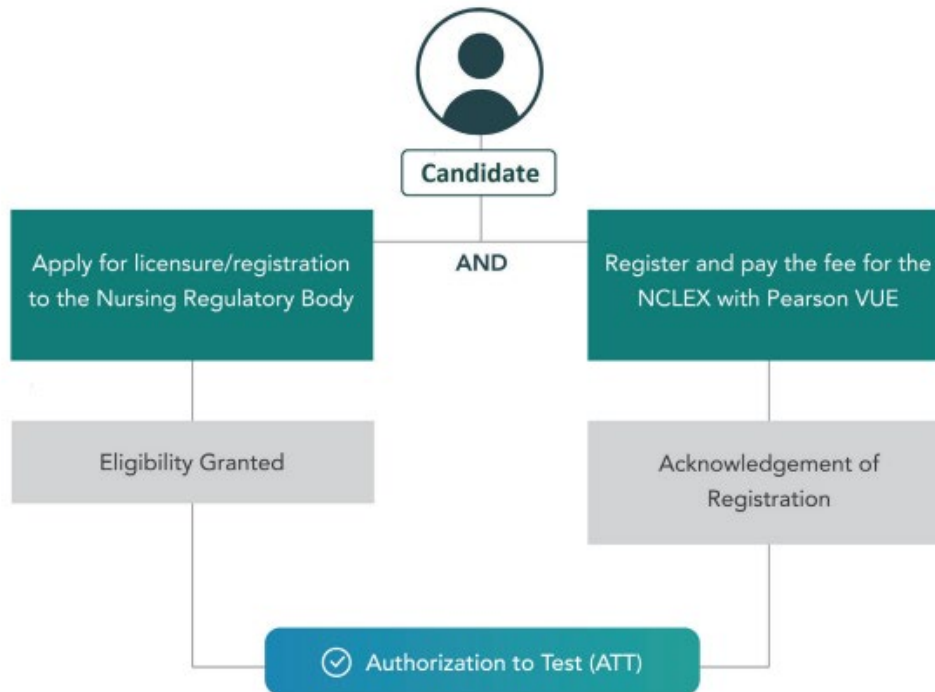 Candidate
Apply for licensure/registration
to the Nursing Regulatory Body
AND
Register and pay the fee for the
NCLEX with Pearson VUE
Eligibility Granted
Acknowledgement of
Registration
Authorization to Test (ATT)